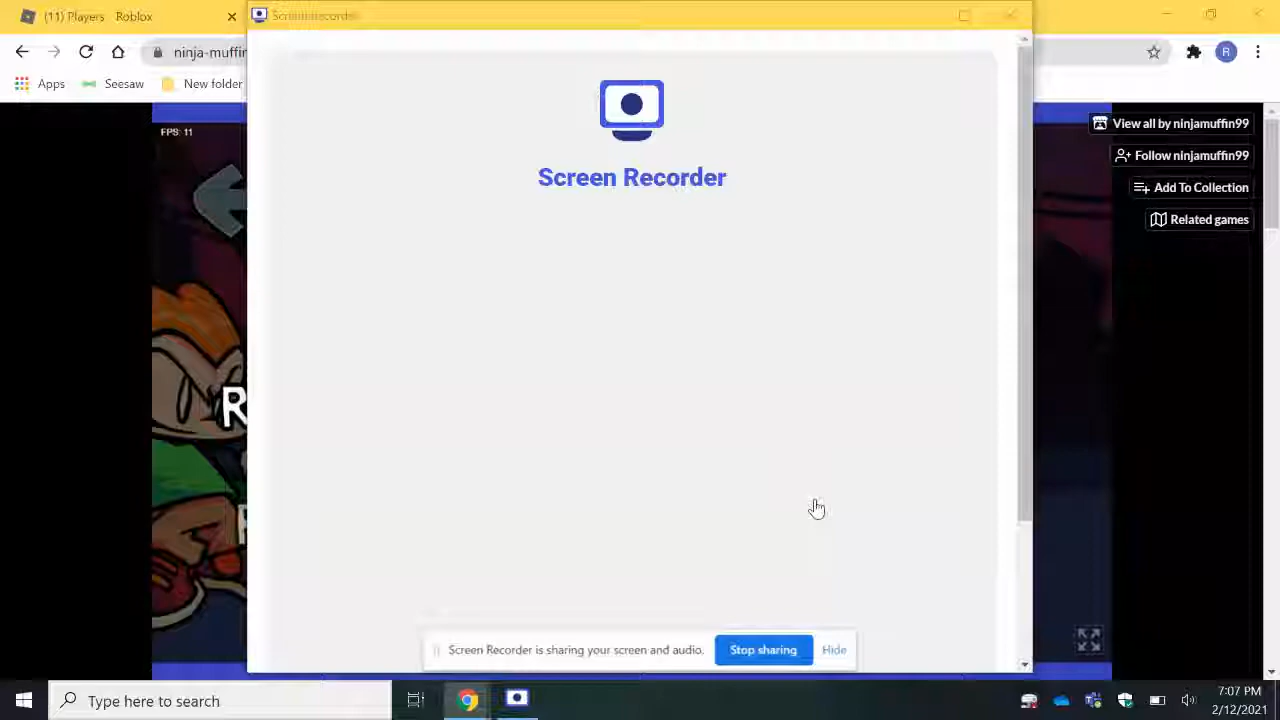 (11) Players - Roblox
Screen Recorder
ninja-muffin
Apps
Seesaw
New folder
FPS: 11
View all by ninjamuffin99
Follow ninjamuffin99
Add To Collection
Related games
Screen Recorder
R
Screen Recorder is sharing your screen and audio.
Stop sharing
Hide
Type here to search
7:07 PM
2/12/2021